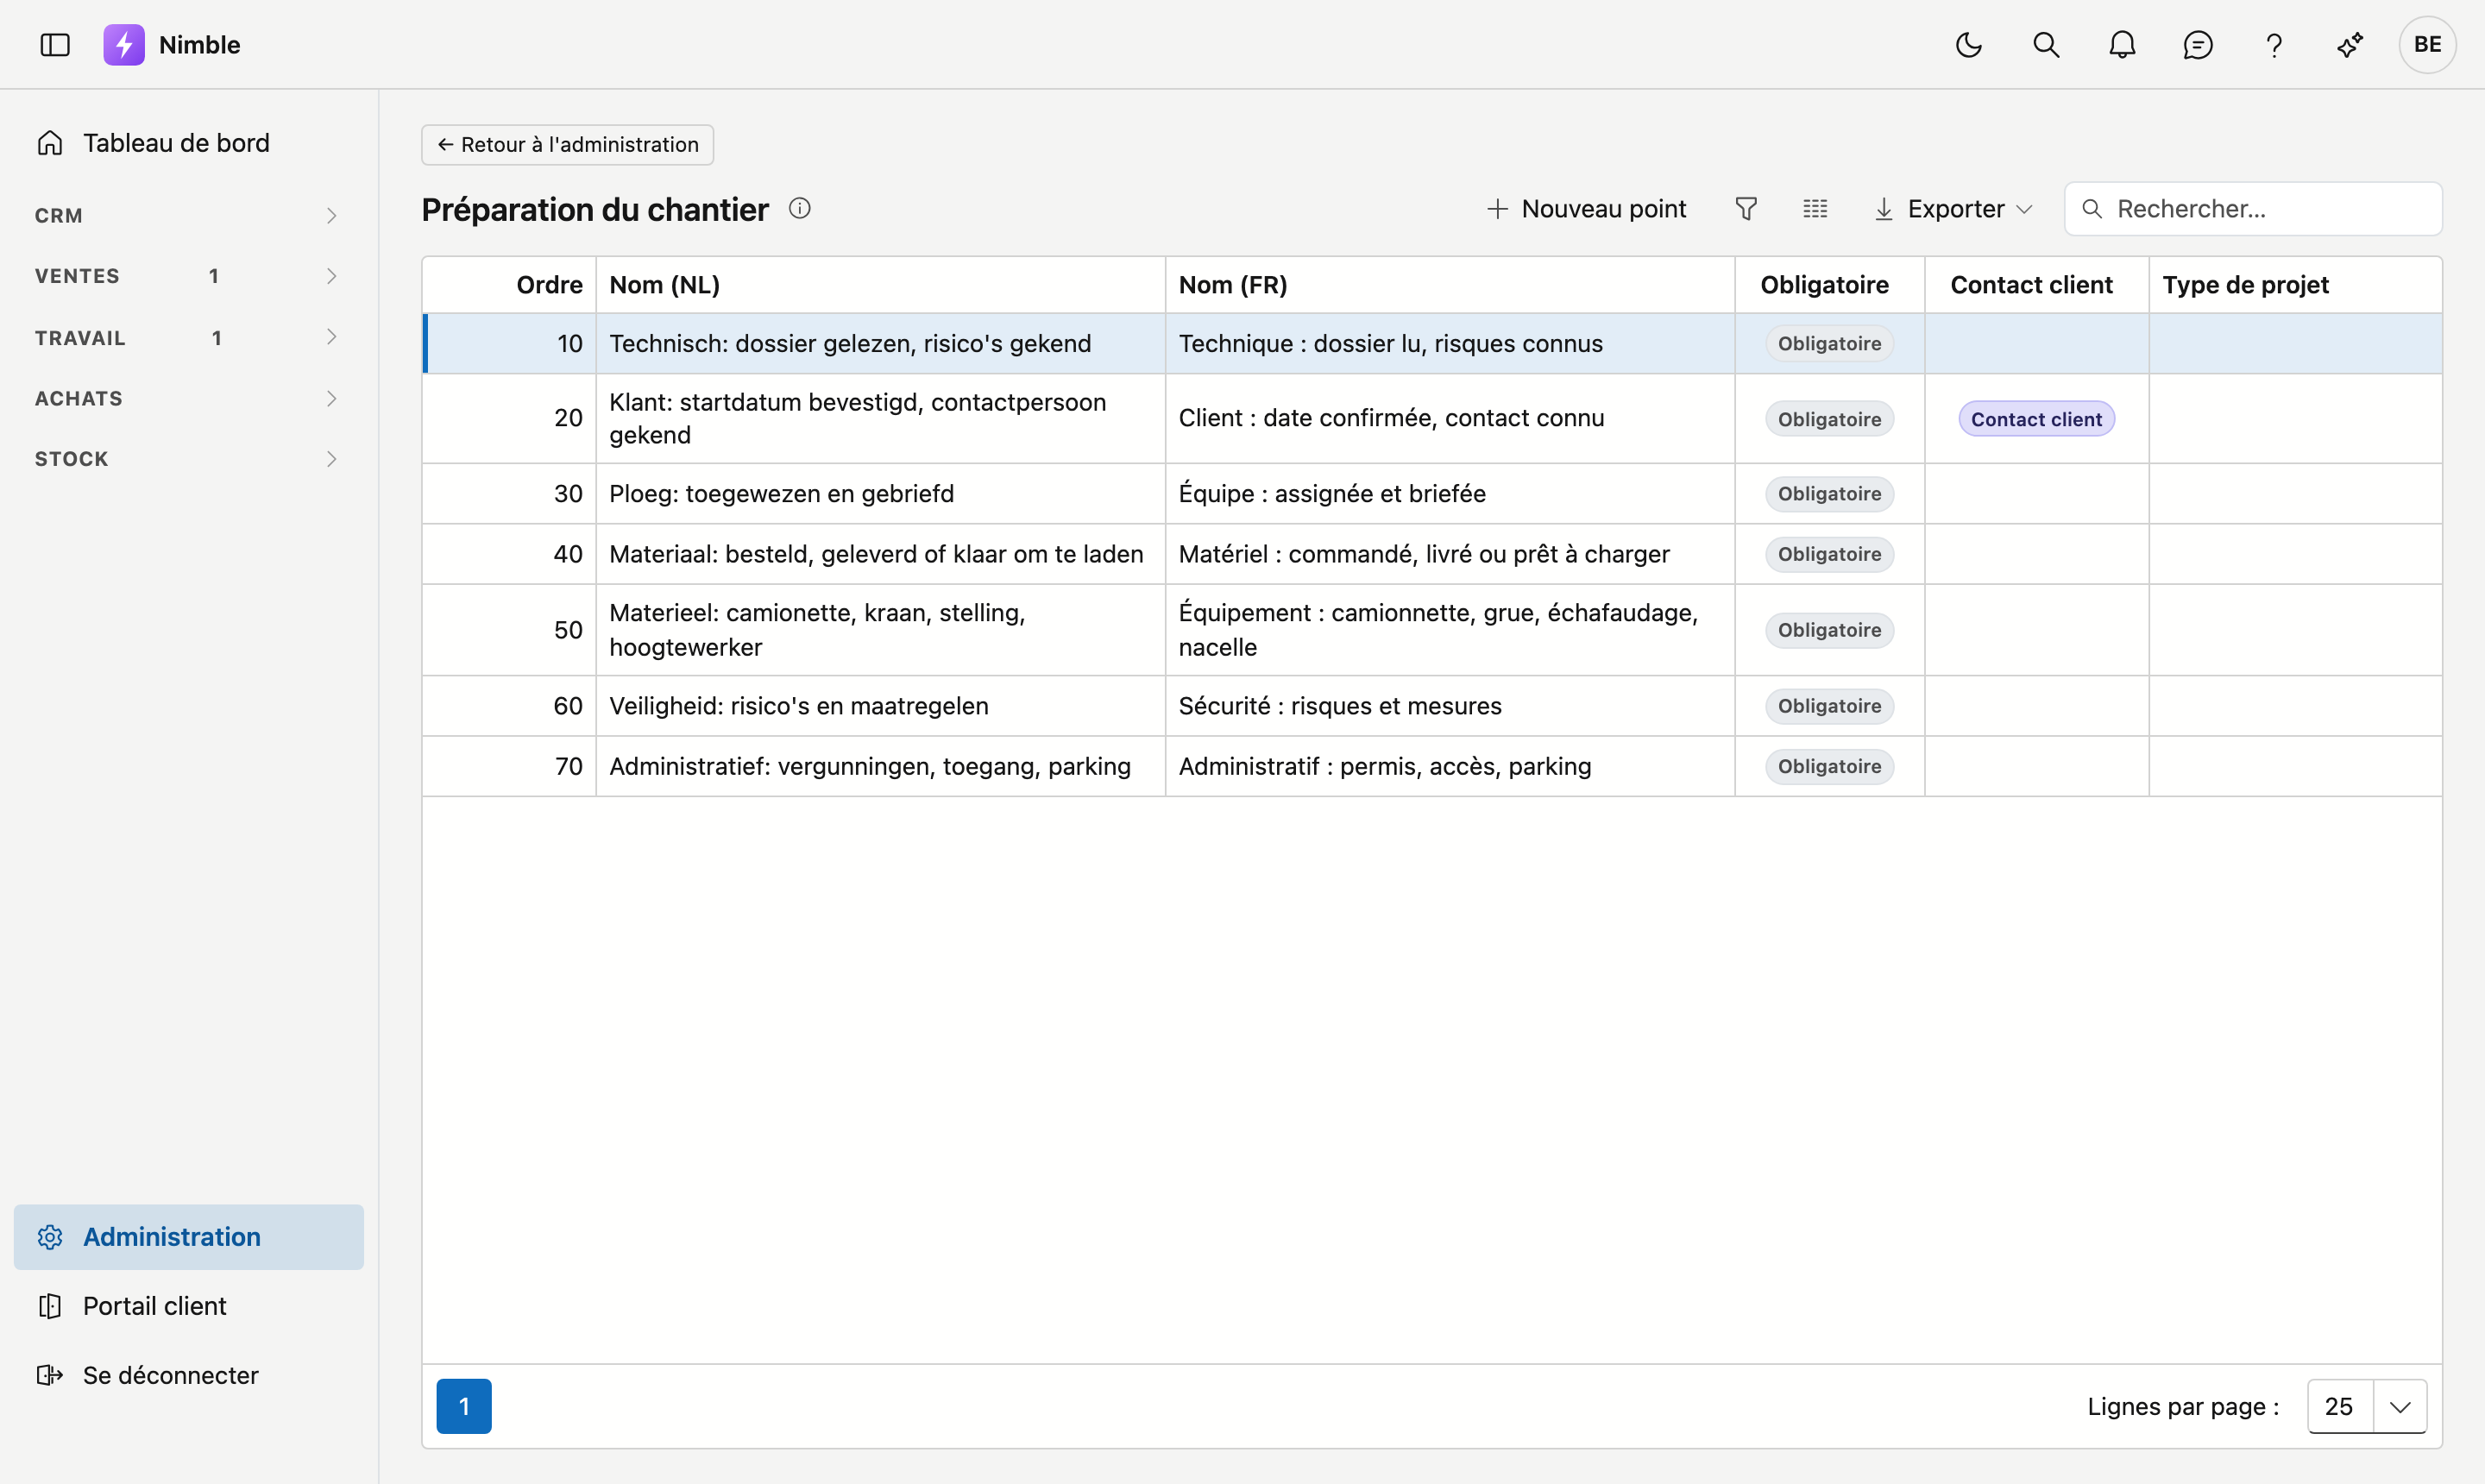 Nimble
BE
Tableau de bord
CRM
VENTES 1
TRAVAIL 1
ACHATS
STOCK
Administration
Portail client
Se déconnecter
← Retour à l'administration
Préparation du chantier
Nouveau point
Exporter
Rechercher...
Ordre Nom (NL) Nom (FR) Obligatoire Contact client Type de projet
10 Technisch: dossier gelezen, risico's gekend Technique : dossier lu, risques connus Obligatoire
20 Klant: startdatum bevestigd, contactpersoon gekend Client : date confirmée, contact connu Obligatoire Contact client
30 Ploeg: toegewezen en gebriefd Équipe : assignée et briefée Obligatoire
40 Materiaal: besteld, geleverd of klaar om te laden Matériel : commandé, livré ou prêt à charger Obligatoire
50 Materieel: camionette, kraan, stelling, hoogtewerker Équipement : camionnette, grue, échafaudage, nacelle Obligatoire
60 Veiligheid: risico's en maatregelen Sécurité : risques et mesures Obligatoire
70 Administratief: vergunningen, toegang, parking Administratif : permis, accès, parking Obligatoire
1
Lignes par page : 25